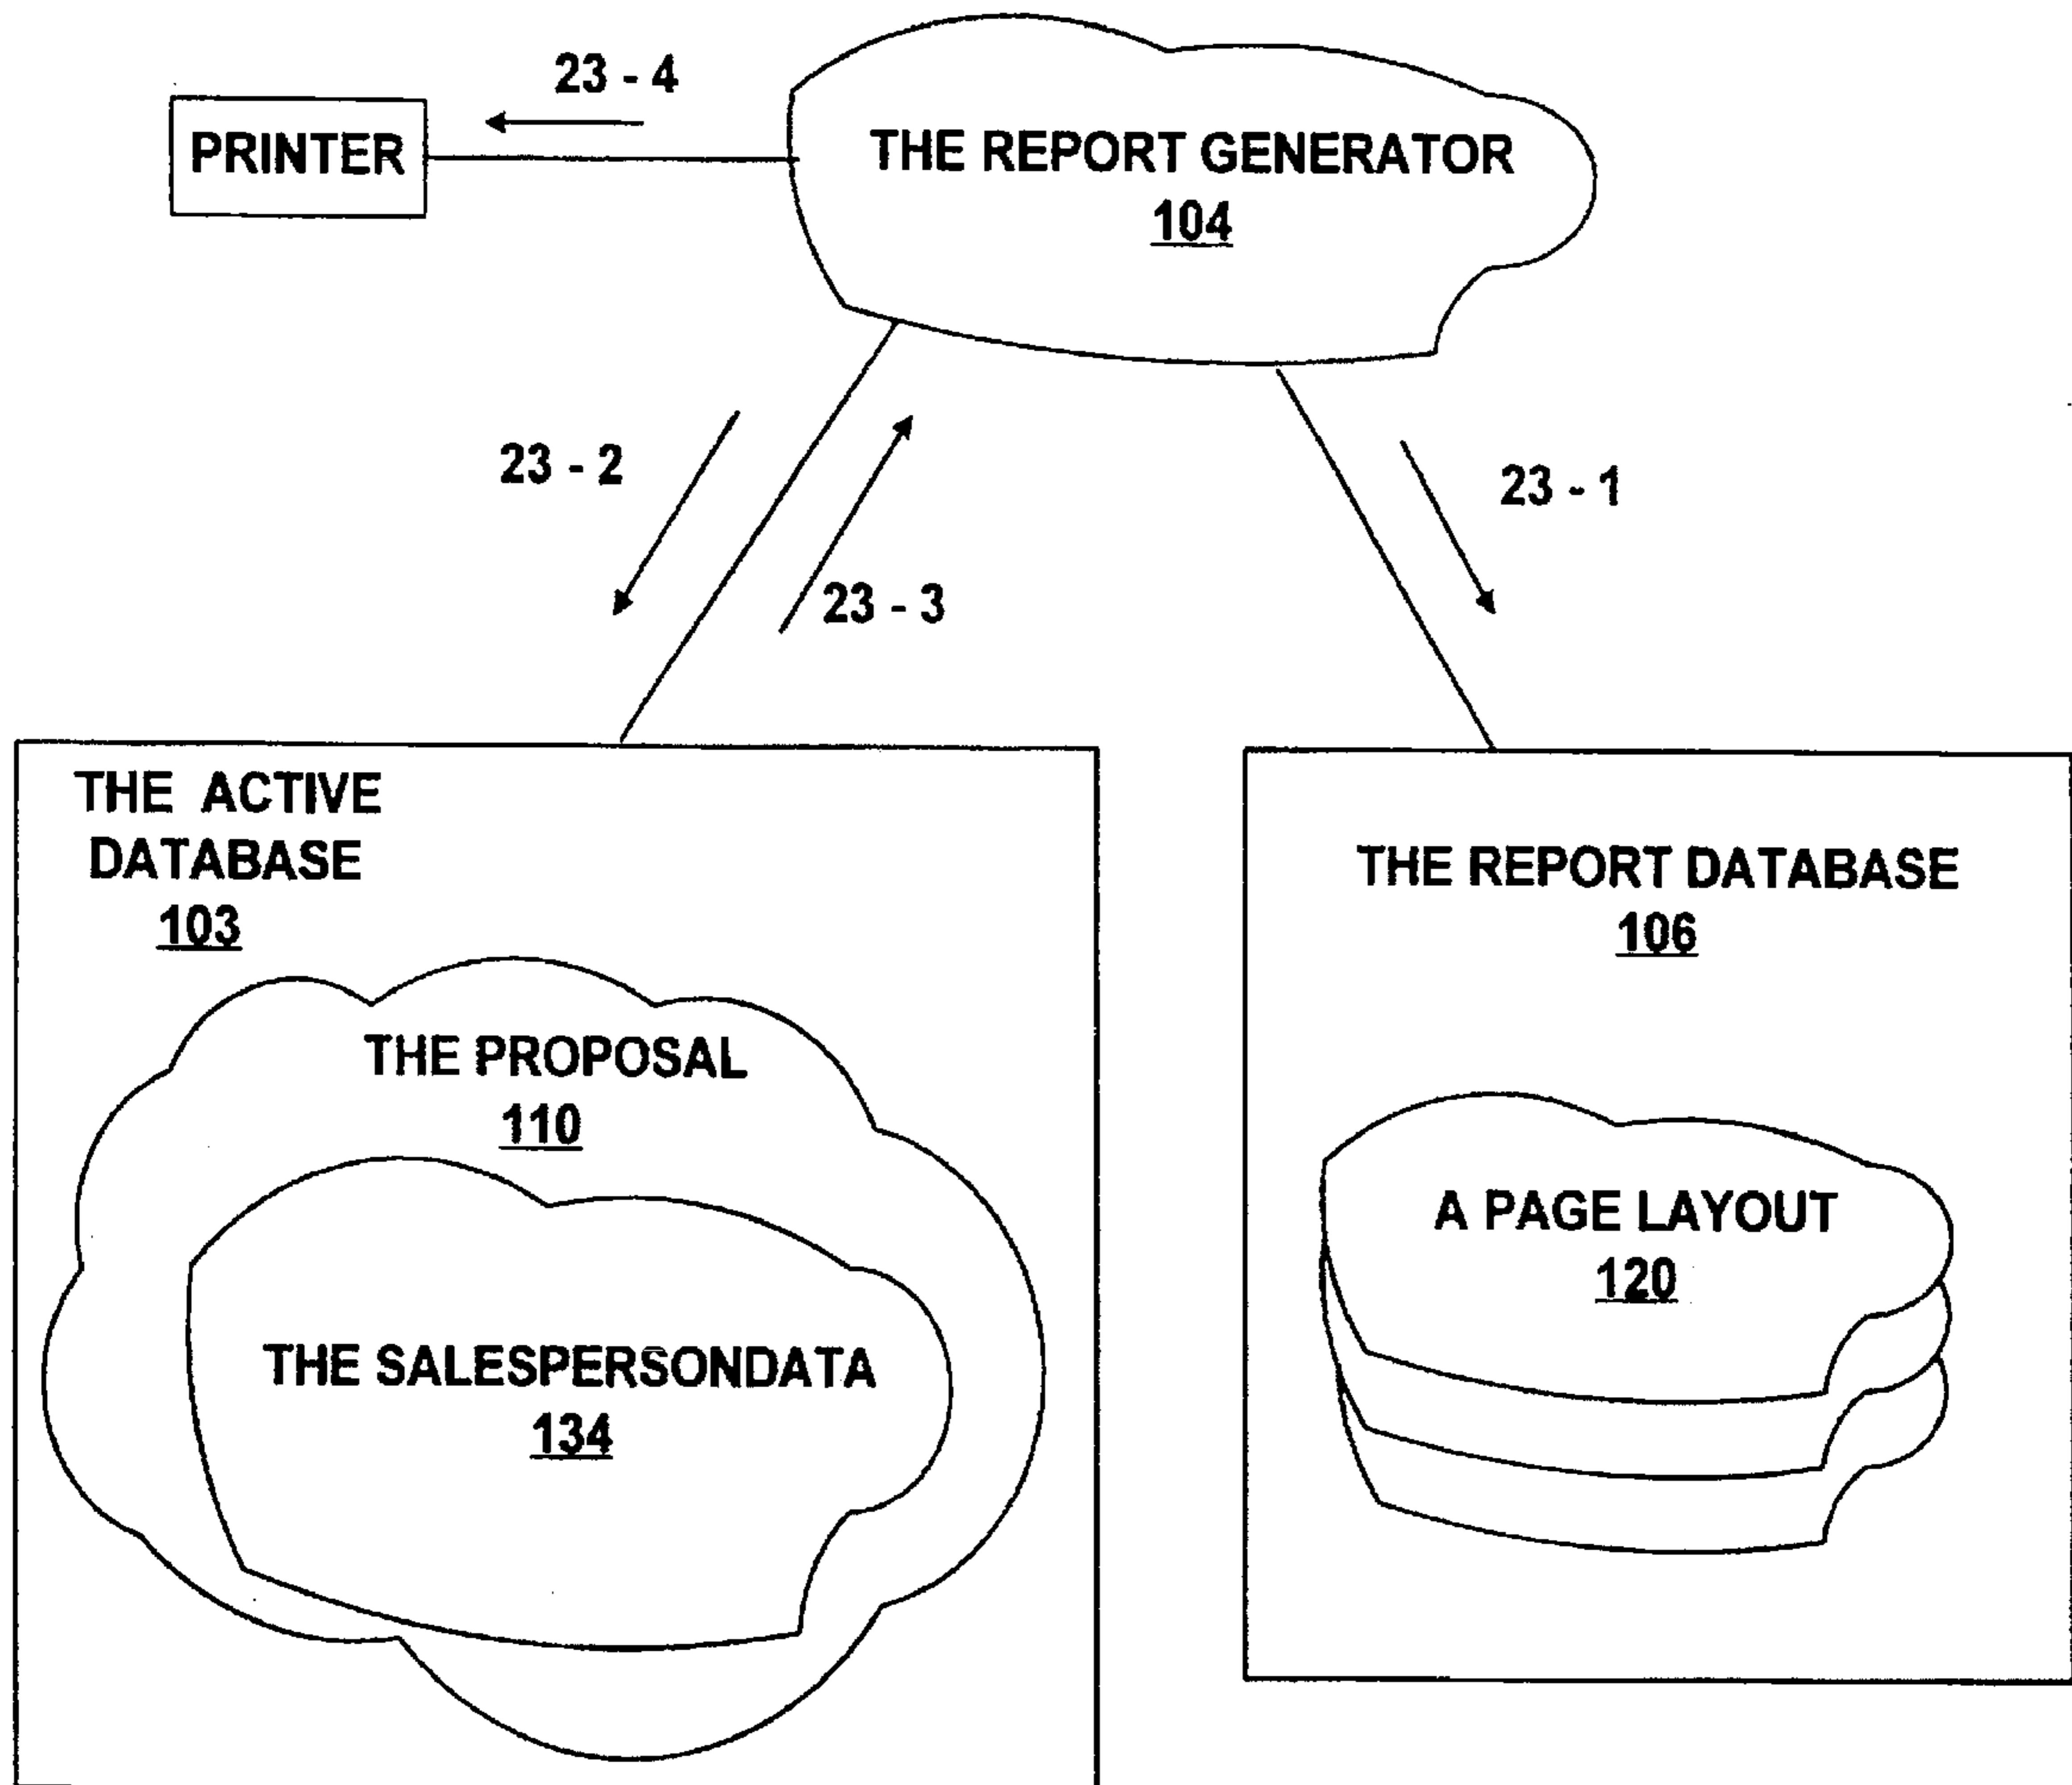 23 - 4
PRINTER
THE REPORT GENERATOR
104
23 - 2
23 - 3
23 - 1
THE ACTIVE
DATABASE
103
THE PROPOSAL
110
THE SALESPERSONDATA
134
THE REPORT DATABASE
106
A PAGE LAYOUT
120